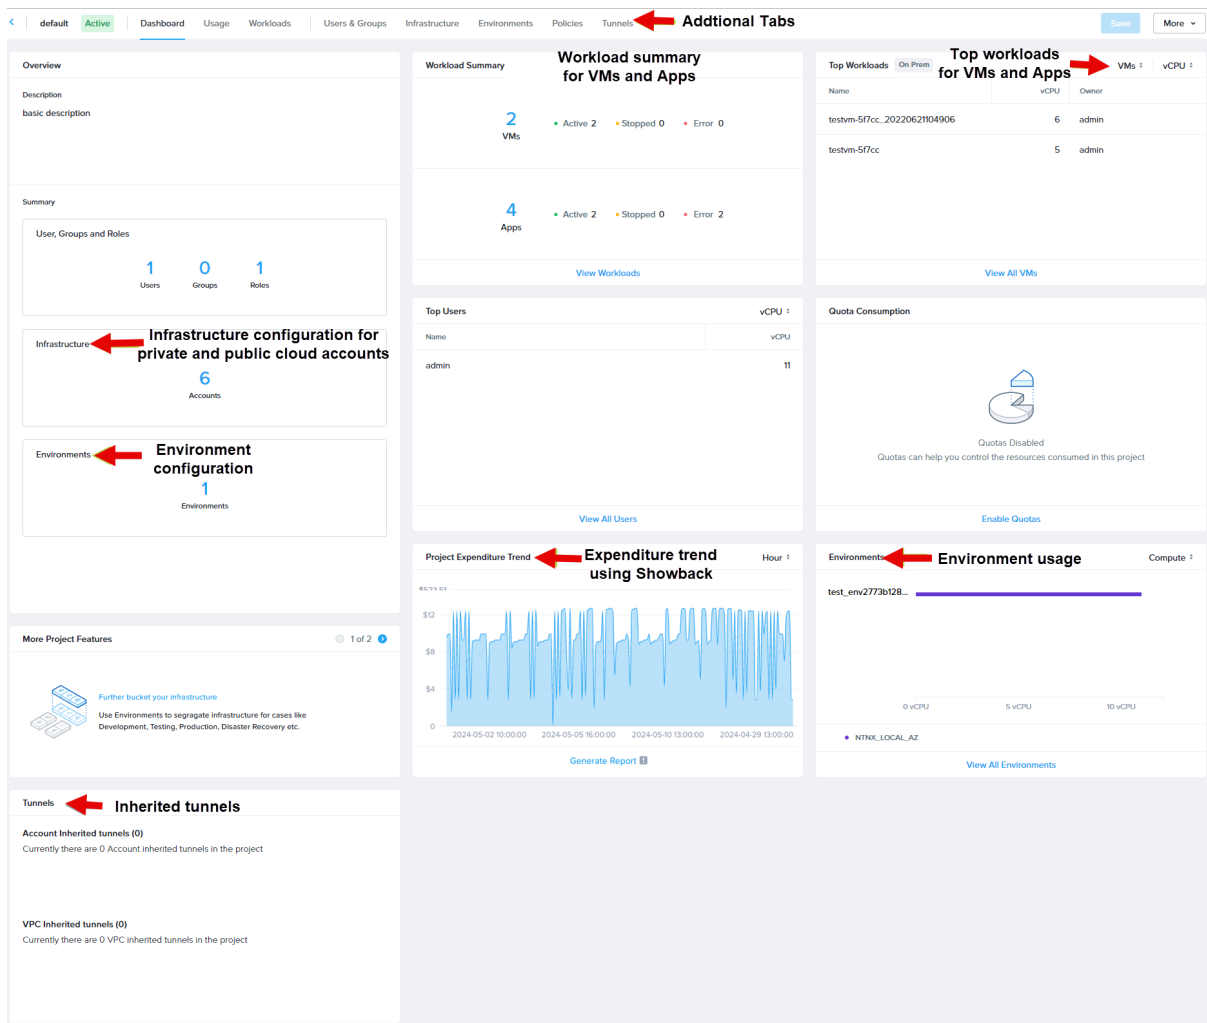 default Active Dashboard Usage Workloads Users & Groups Infrastructure Environments Policies Tunnels Addtional Tabs Save More
Overview
Description
basic description
Summary
User, Groups and Roles
1 0 1
Users Groups Roles
Infrastructure
Infrastructure configuration for
private and public cloud accounts
6
Accounts
Environments
Environment
configuration
1
Environments
Workload Summary
Workload summary
for VMs and Apps
2
VMs
Active 2 Stopped 0 Error 0
4
Apps
Active 2 Stopped 0 Error 2
View Workloads
Top Workloads On Prem
Top workloads
for VMs and Apps
VMs vCPU
Name vCPU Owner
testvm-5f7cc_20220621104906 6 admin
testvm-5f7cc 5 admin
View All VMs
Top Users vCPU
Name vCPU
admin 11
View All Users
Quota Consumption
Quotas Disabled
Quotas can help you control the resources consumed in this project
Enable Quotas
More Project Features 1 of 2
Further bucket your infrastructure
Use Environments to segragate infrastructure for cases like
Development, Testing, Production, Disaster Recovery etc.
Project Expenditure Trend
Expenditure trend
using Showback
Hour
$12
$8
$4
0
2024-05-02 10:00:00 2024-05-05 16:00:00 2024-05-10 13:00:00 2024-04-29 13:00:00
Generate Report
Environments
Environment usage
Compute
test_env2773b128...
0 vCPU 5 vCPU 10 vCPU
NTNX_LOCAL_AZ
View All Environments
Tunnels
Inherited tunnels
Account Inherited tunnels (0)
Currently there are 0 Account inherited tunnels in the project
VPC Inherited tunnels (0)
Currently there are 0 VPC inherited tunnels in the project